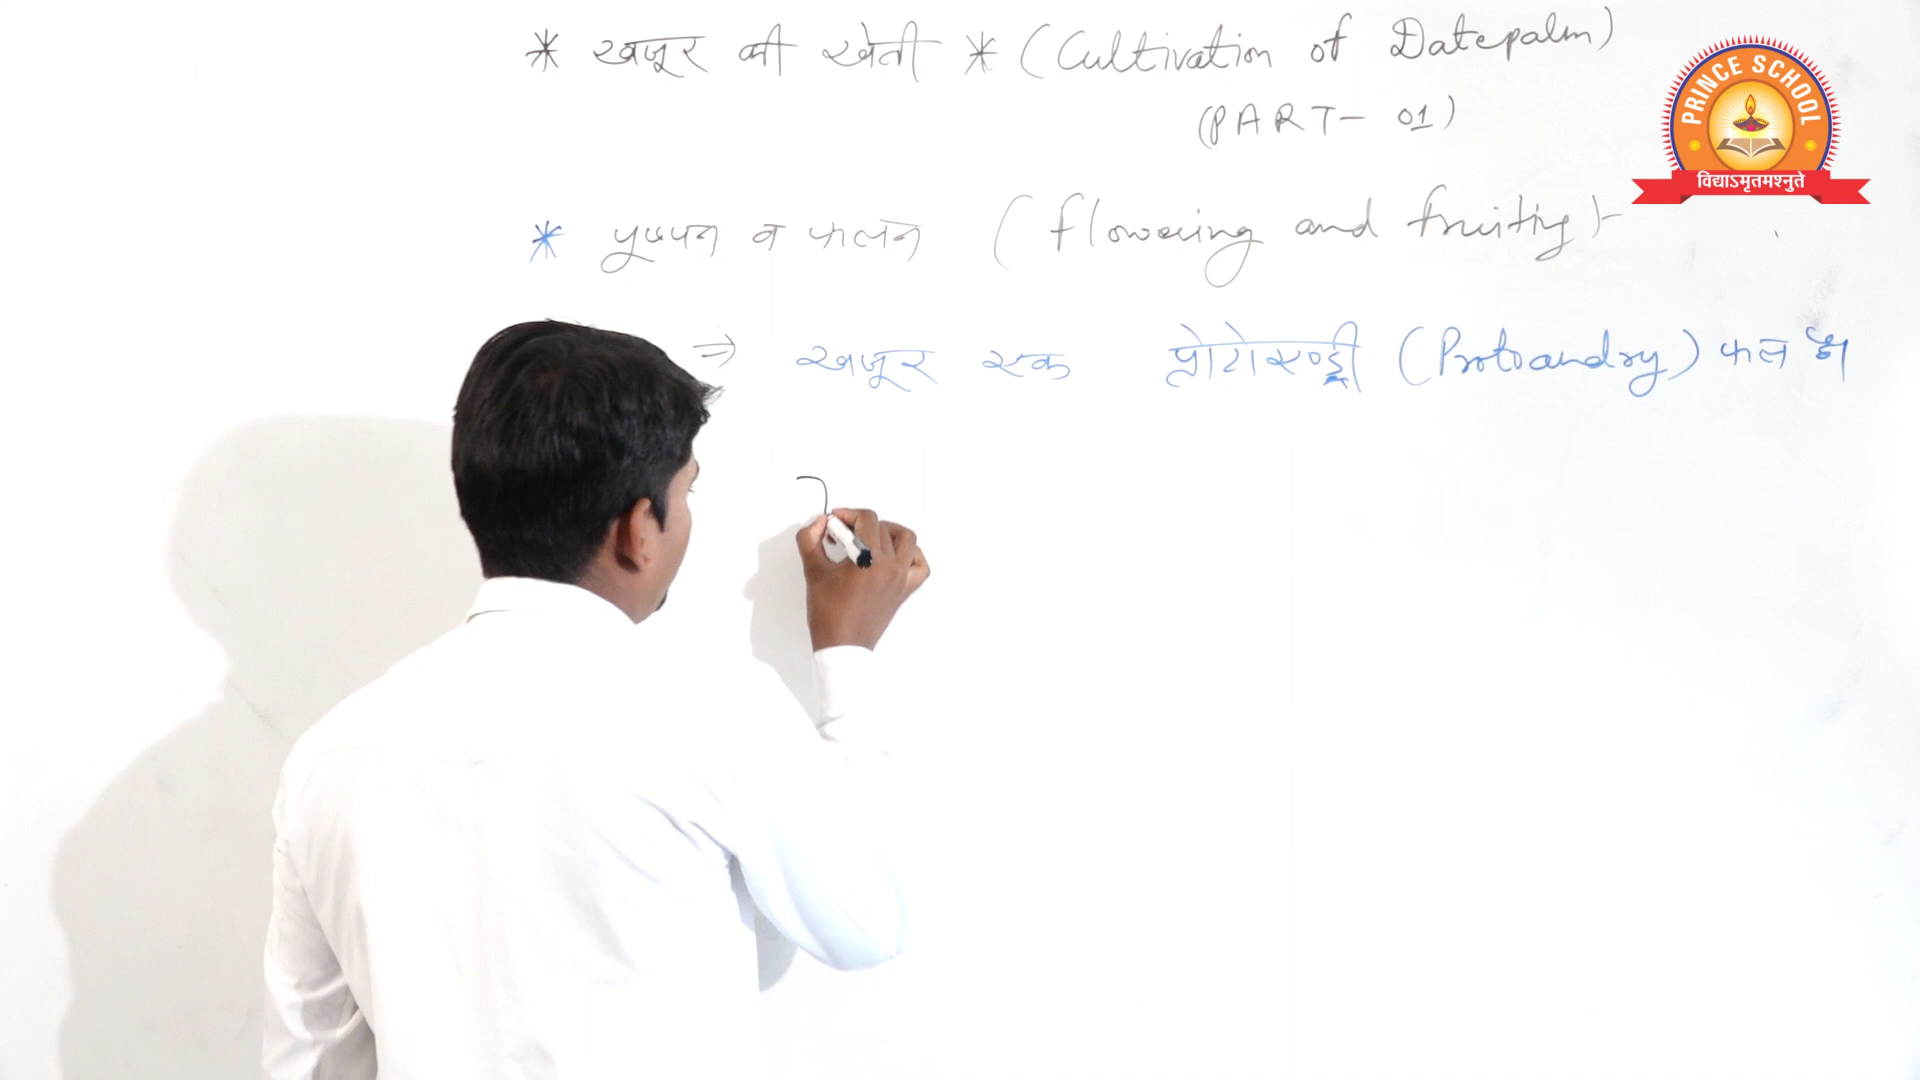 * खजूर की खेती * (Cultivation of Datepalm)
(PART- 01)
PRINCE SCHOOL
विद्याऽमृतमश्नुते
* पुष्पन व फलन (flowering and fruiting)-
⇒ खजूर एक प्रोटोएण्ड्री (Protoandry) फल है।